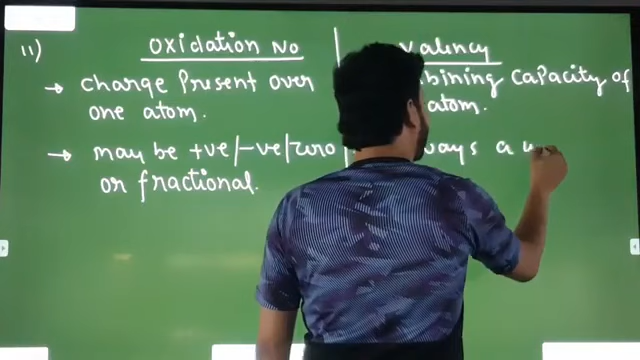 11) Oxidation No
Valency
→ Charge Present over
one atom.
bining Capacity of
atom.
→ may be +ve/-ve/zero
or fractional.
ways a w